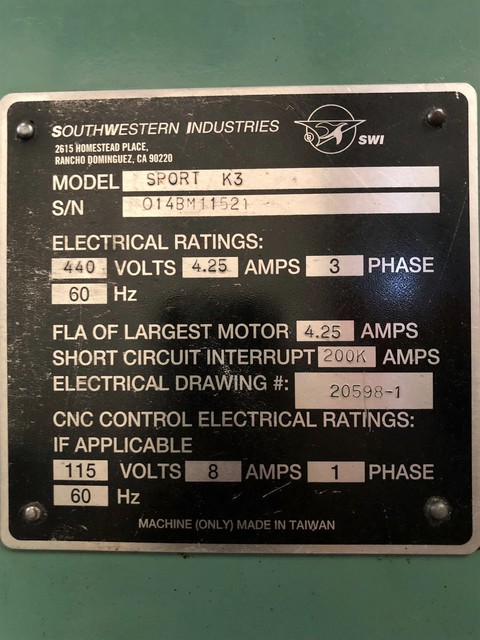 SOUTHWESTERN INDUSTRIES
® SWI
2615 HOMESTEAD PLACE,
RANCHO DOMINGUEZ, CA 90220
MODEL SPORT K3
S/N 014BM11521
ELECTRICAL RATINGS:
440 VOLTS 4.25 AMPS 3 PHASE
60 Hz
FLA OF LARGEST MOTOR 4.25 AMPS
SHORT CIRCUIT INTERRUPT 200K AMPS
ELECTRICAL DRAWING #: 20598-1
CNC CONTROL ELECTRICAL RATINGS:
IF APPLICABLE
115 VOLTS 8 AMPS 1 PHASE
60 Hz
MACHINE (ONLY) MADE IN TAIWAN